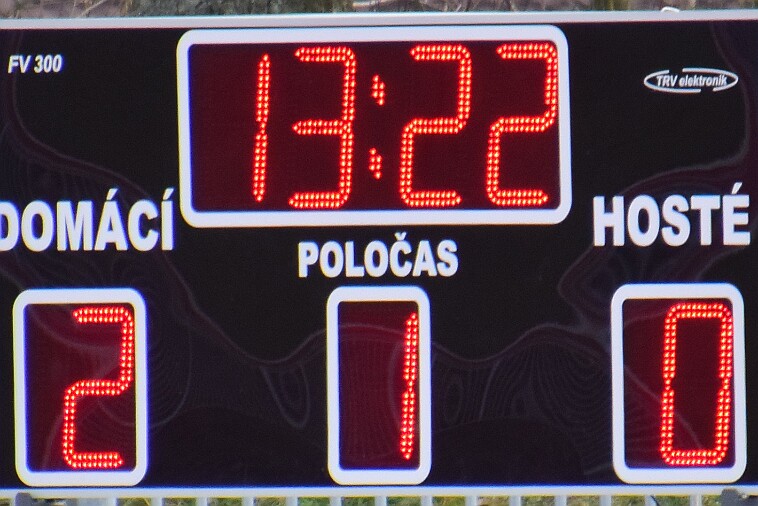 FV 300
13:22
TRV elektronik
DOMÁCÍ
POLOČAS
HOSTÉ
2
1
0